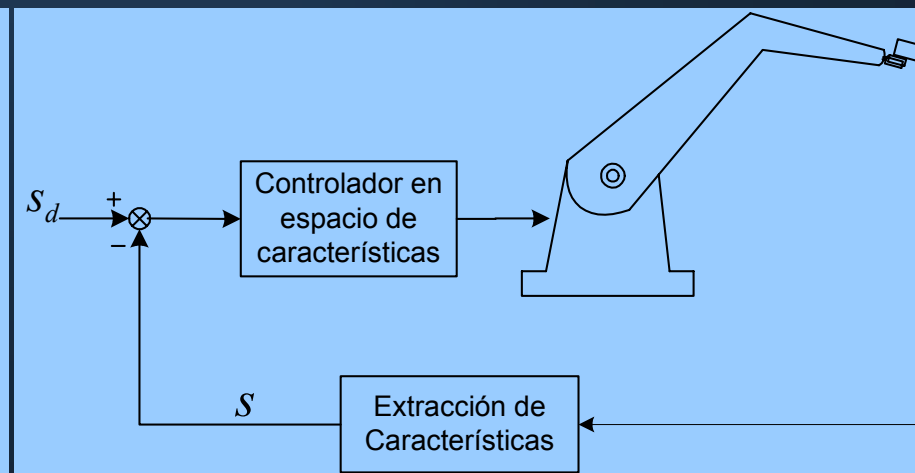 S_d
+
−
Controlador en
espacio de
características
S
Extracción de
Características